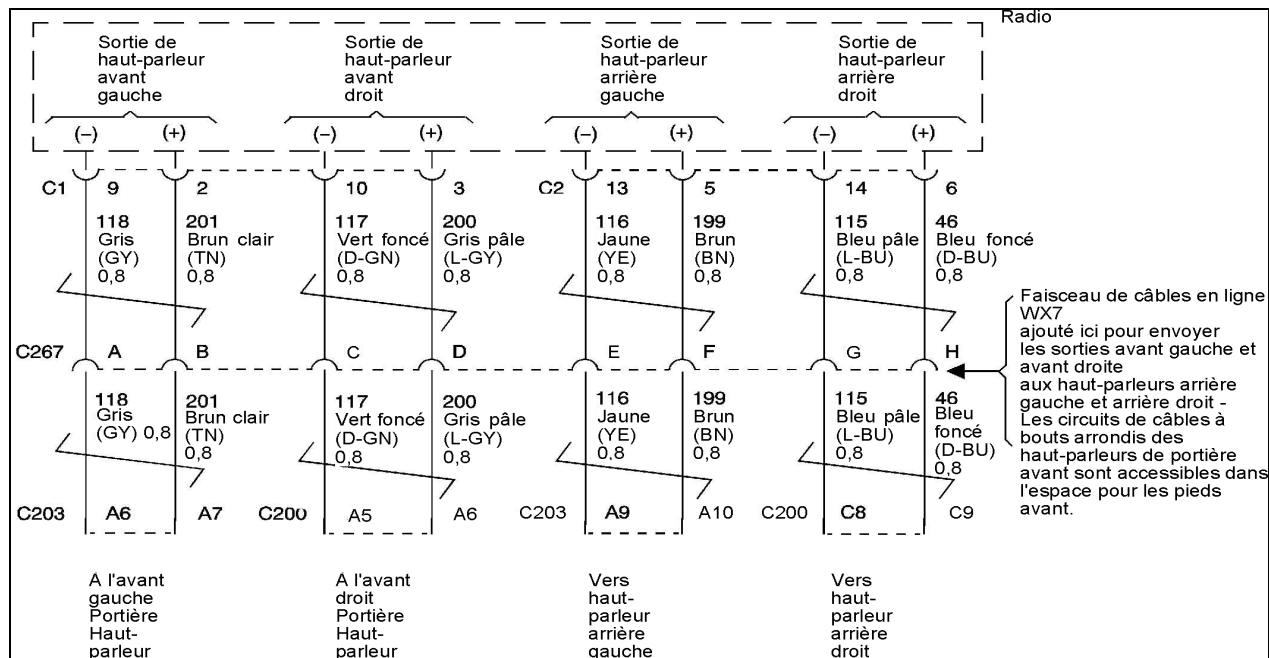 Radio
Sortie de haut-parleur avant gauche
Sortie de haut-parleur avant droit
Sortie de haut-parleur arrière gauche
Sortie de haut-parleur arrière droit
(–) (+) (–) (+) (–) (+) (–) (+)
C1 9 2 10 3 C2 13 5 14 6
118 Gris (GY) 0,8
201 Brun clair (TN) 0,8
117 Vert foncé (D-GN) 0,8
200 Gris pâle (L-GY) 0,8
116 Jaune (YE) 0,8
199 Brun (BN) 0,8
115 Bleu pâle (L-BU) 0,8
46 Bleu foncé (D-BU) 0,8
Faisceau de câbles en ligne
WX7
ajouté ici pour envoyer
les sorties avant gauche et
avant droite
aux haut-parleurs arrière
gauche et arrière droit -
Les circuits de câbles à
bouts arrondis des
haut-parleurs de portière
avant sont accessibles dans
l'espace pour les pieds
avant.
C267 A B C D E F G H
118 Gris (GY) 0,8
201 Brun clair (TN) 0,8
117 Vert foncé (D-GN) 0,8
200 Gris pâle (L-GY) 0,8
116 Jaune (YE) 0,8
199 Brun (BN) 0,8
115 Bleu pâle (L-BU) 0,8
46 Bleu foncé (D-BU) 0,8
C203 A6 A7 C200 A5 A6 C203 A9 A10 C200 C8 C9
A l'avant gauche Portière Haut-parleur
A l'avant droit Portière Haut-parleur
Vers haut-parleur arrière gauche
Vers haut-parleur arrière droit